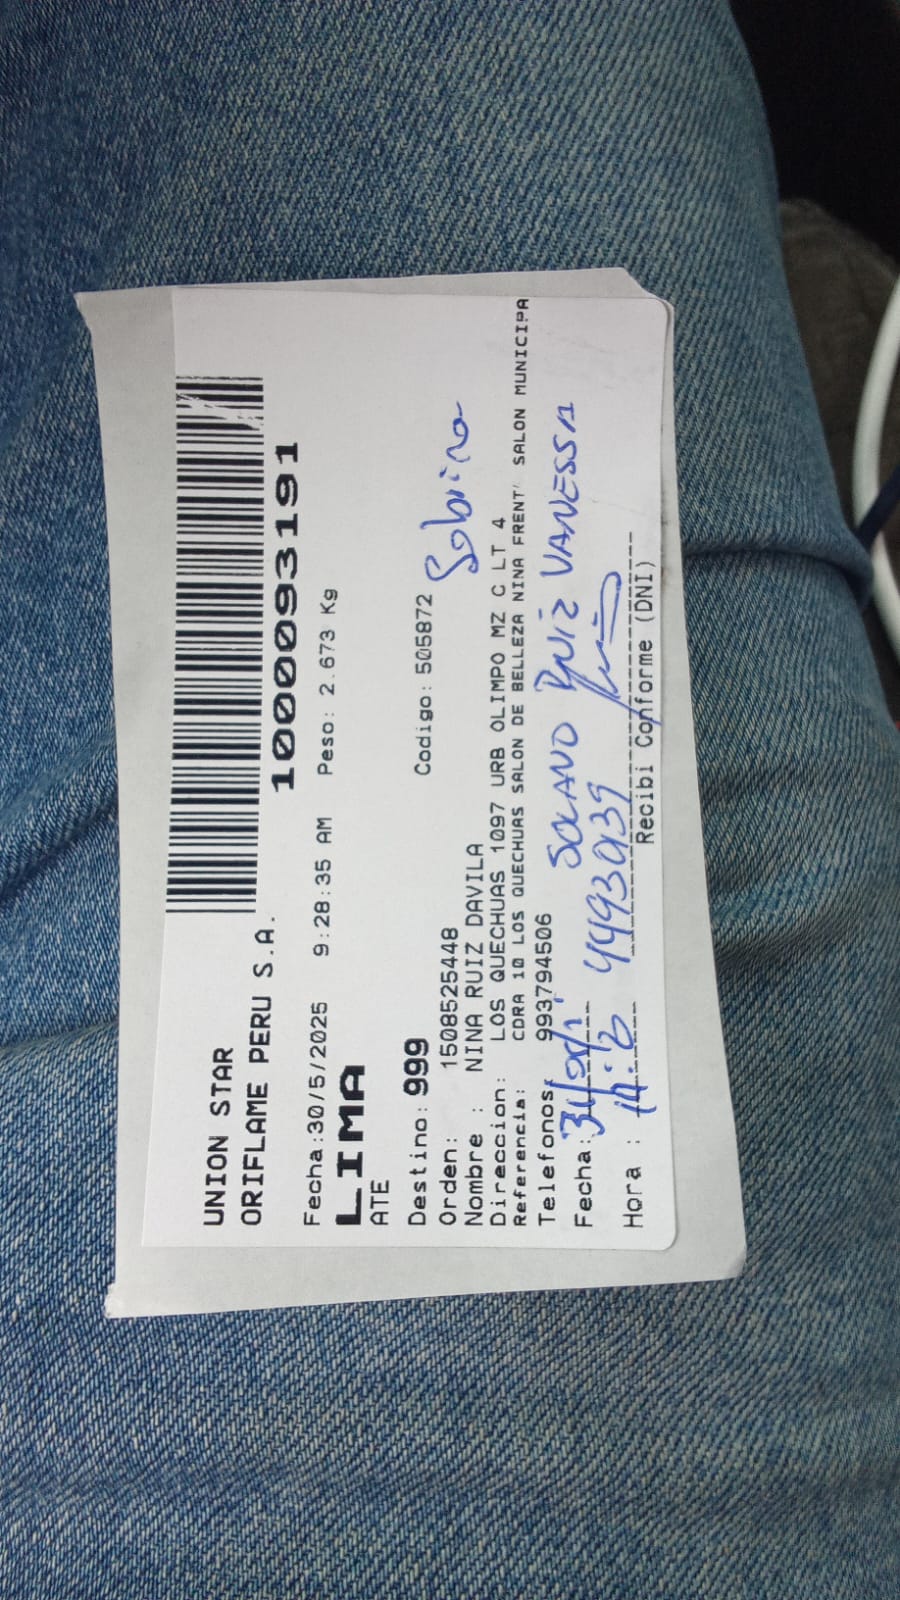 UNION STAR
ORIFLAME PERU S.A.
1000093191
Fecha:30/5/2025 9:28:35 AM Peso: 2.673 Kg
LIMA
ATE
Destino: 999 Codigo: 505872
Orden: 1508525448 Sobrina
Nombre : NINA RUIZ DAVILA
Direccion: LOS QUECHUAS 1097 URB OLIMPO MZ C LT 4
Referencia: CDRA 10 LOS QUECHUAS SALON DE BELLEZA NINA FRENT' SALON MUNICIPA
Telefonos: 993794506
Fecha: SOLANO RUIZ VANESSA
Hora : 44939939
Recibi Conforme (DNI)